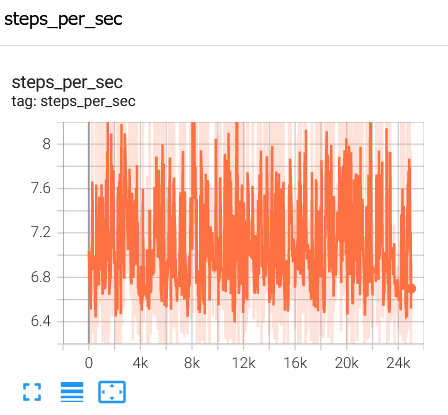 steps_per_sec
steps_per_sec
tag: steps_per_sec
8
7.6
7.2
6.8
6.4
0 4k 8k 12k 16k 20k 24k